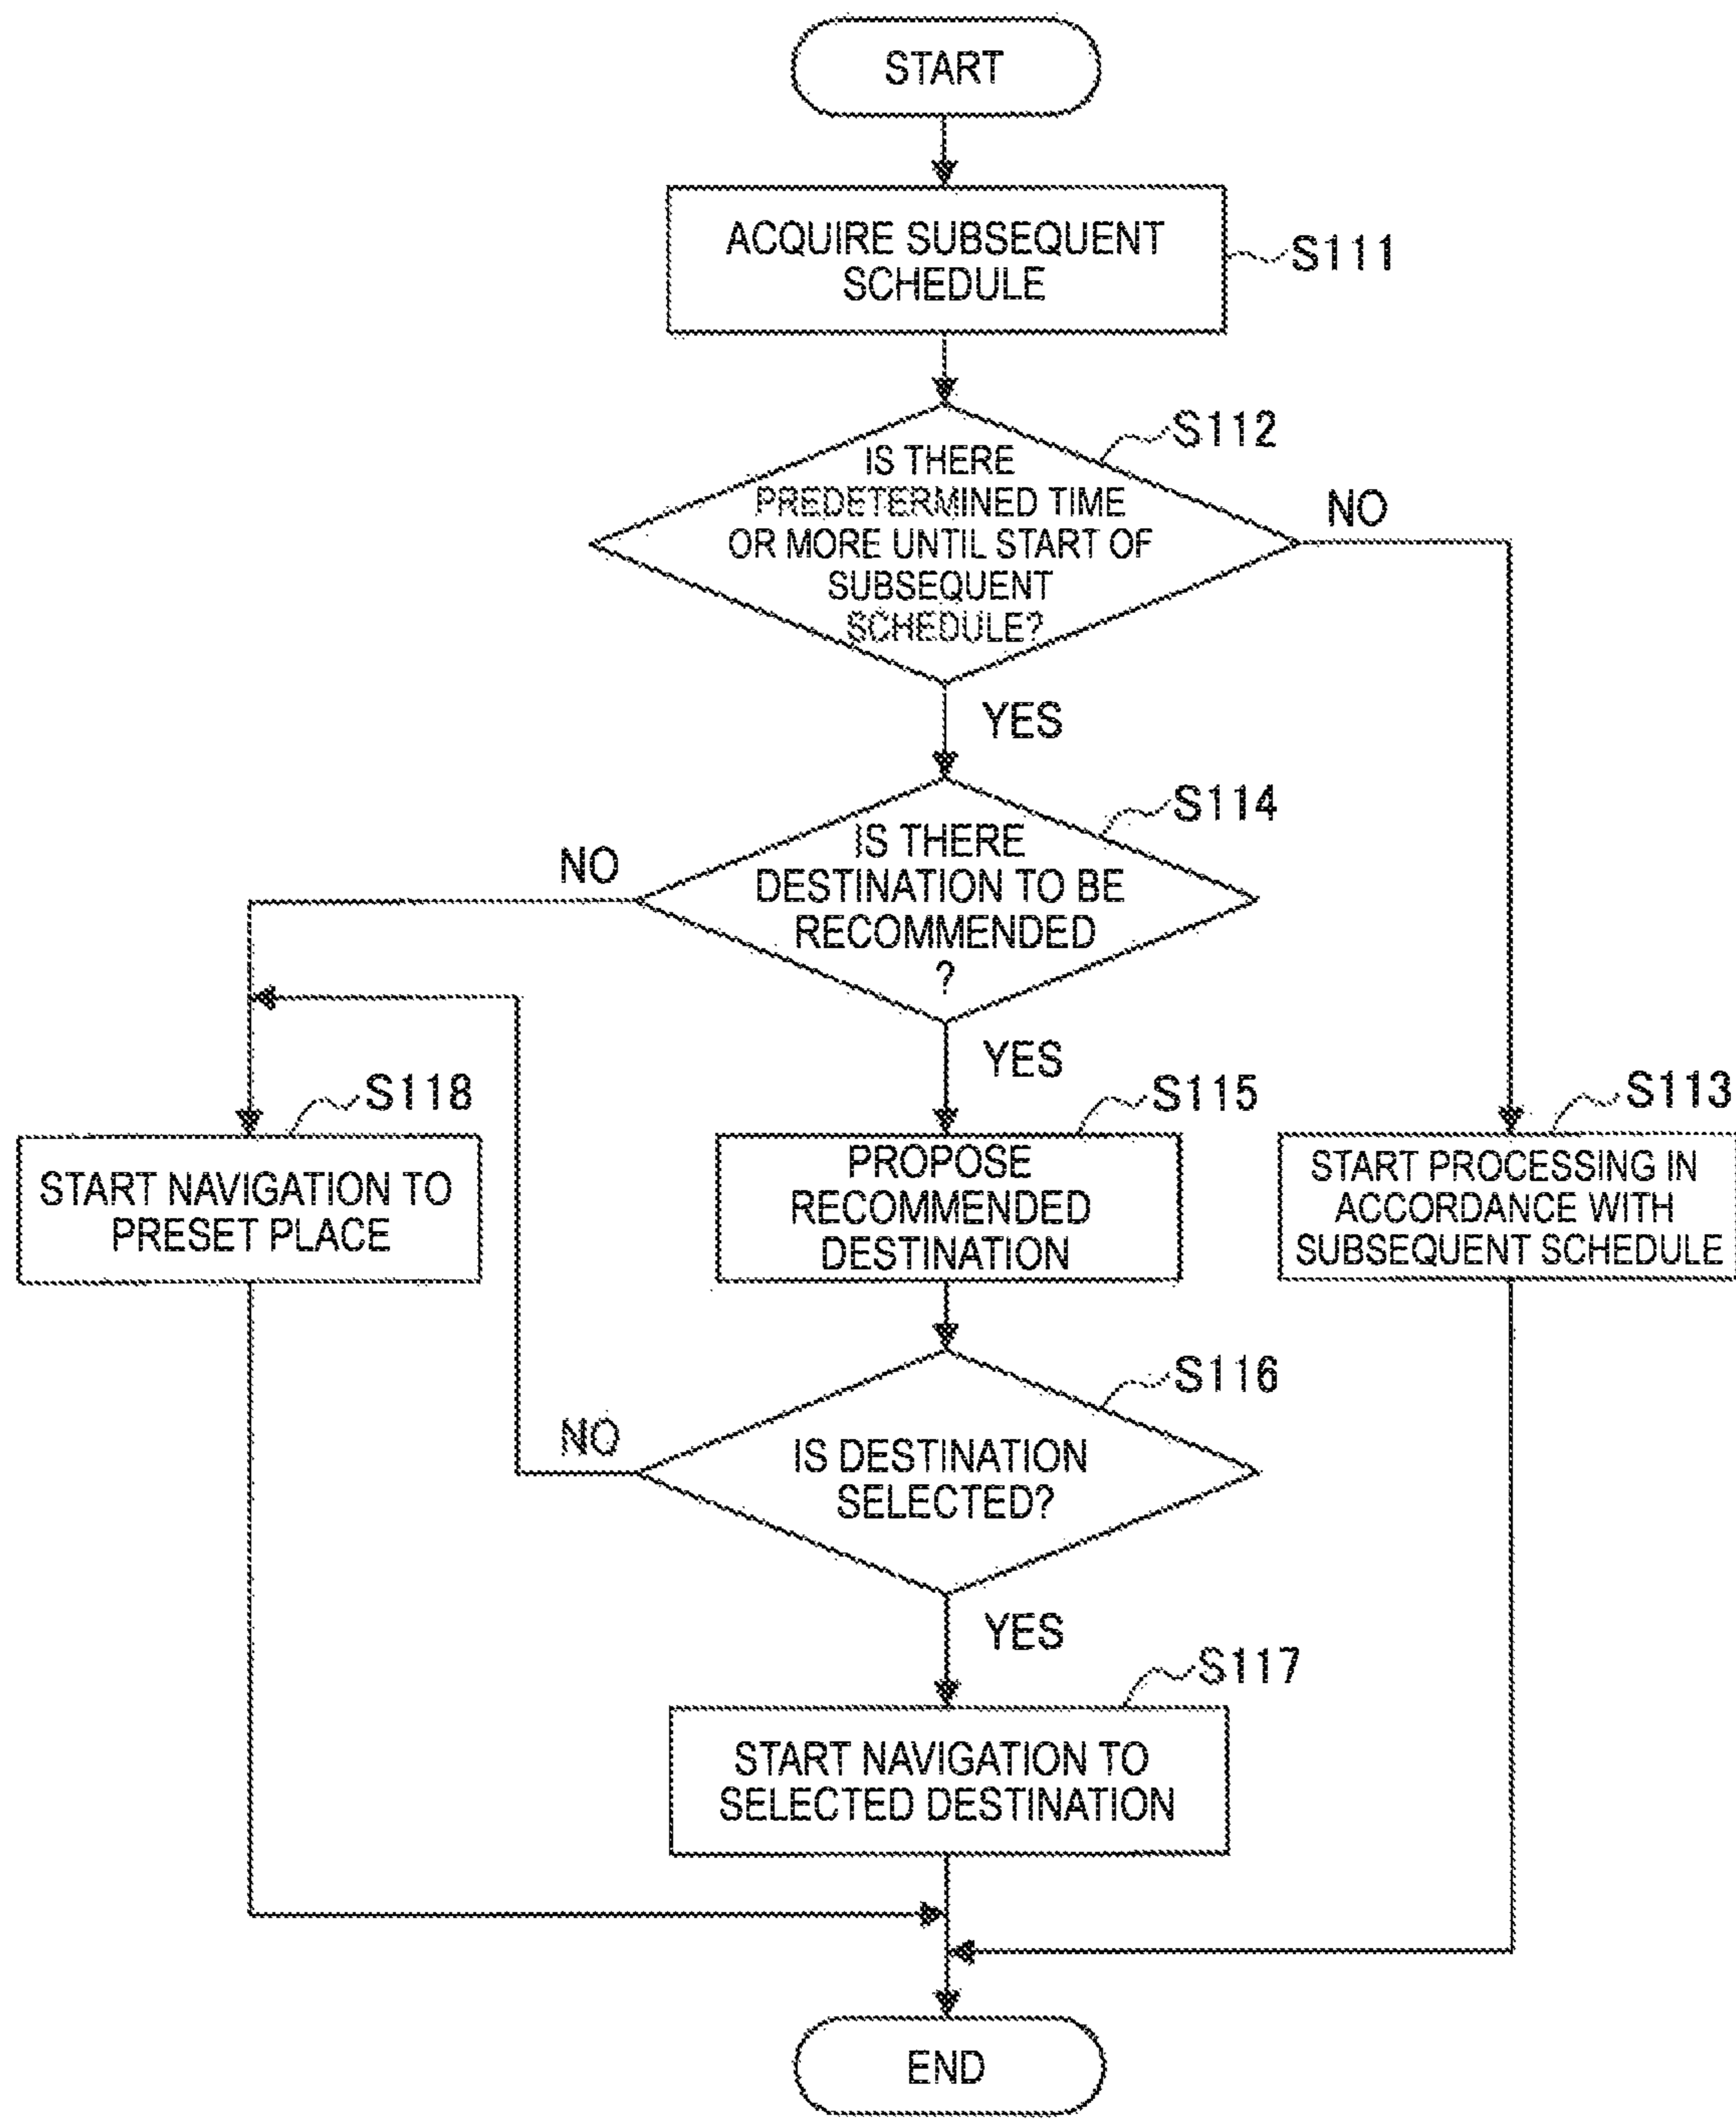 START
ACQUIRE SUBSEQUENT
SCHEDULE
S111
S112
IS THERE
PREDETERMINED TIME
OR MORE UNTIL START OF
SUBSEQUENT
SCHEDULE?
NO
YES
S114
IS THERE
DESTINATION TO BE
RECOMMENDED
?
NO
YES
S118
START NAVIGATION TO
PRESET PLACE
S115
PROPOSE
RECOMMENDED
DESTINATION
S113
START PROCESSING IN
ACCORDANCE WITH
SUBSEQUENT SCHEDULE
S116
IS DESTINATION
SELECTED?
NO
YES
S117
START NAVIGATION TO
SELECTED DESTINATION
END